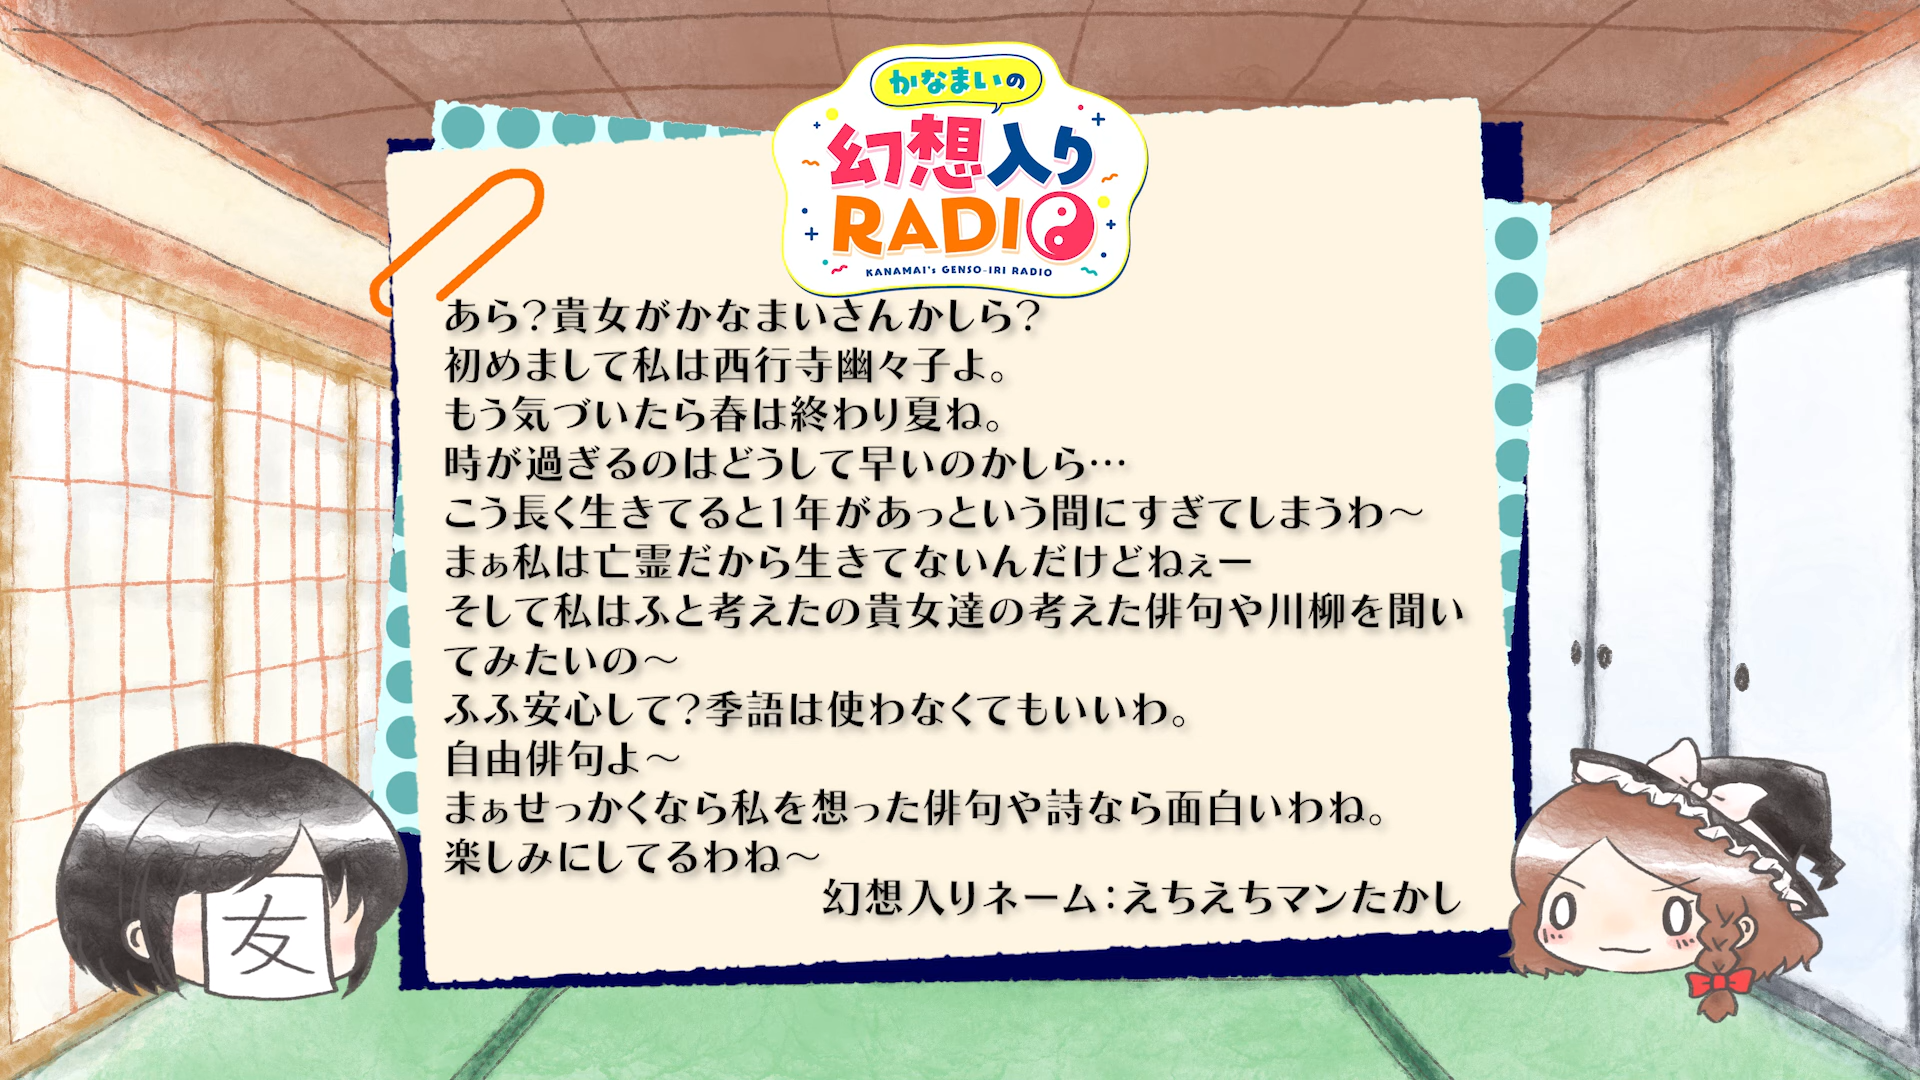 かなまいの
幻想入り
RADIO
KANAMAI's GENSO-IRI RADIO
あら?貴女がかなまいさんかしら?
初めまして私は西行寺幽々子よ。
もう気づいたら春は終わり夏ね。
時が過ぎるのはどうして早いのかしら…
こう長く生きてると1年があっという間にすぎてしまうわ〜
まぁ私は亡霊だから生きてないんだけどねぇー
そして私はふと考えたの貴女達の考えた俳句や川柳を聞い
てみたいの〜
ふふ安心して?季語は使わなくてもいいわ。
自由俳句よ〜
まぁせっかくなら私を想った俳句や詩なら面白いわね。
楽しみにしてるわね〜
幻想入りネーム:えちえちマンたかし
友